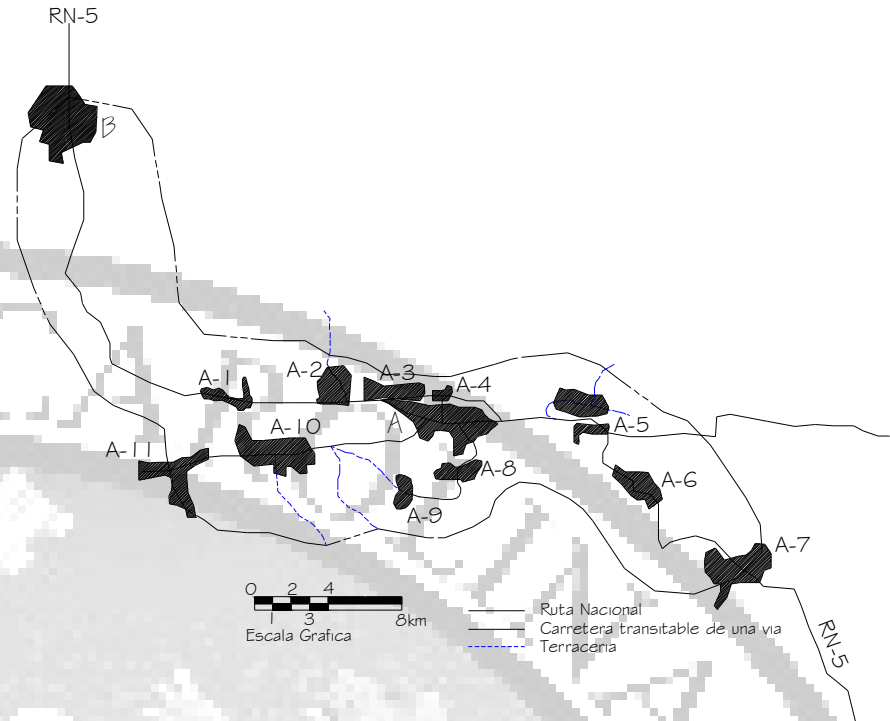 RN-5
B
A-1
A-2
A-3
A-4
A
A-5
A-10
A-11
A-8
A-6
A-9
A-7
0 2 4
1 3 8km
Escala Grafica
Ruta Nacional
Carretera transitable de una via
Terraceria
RN-5